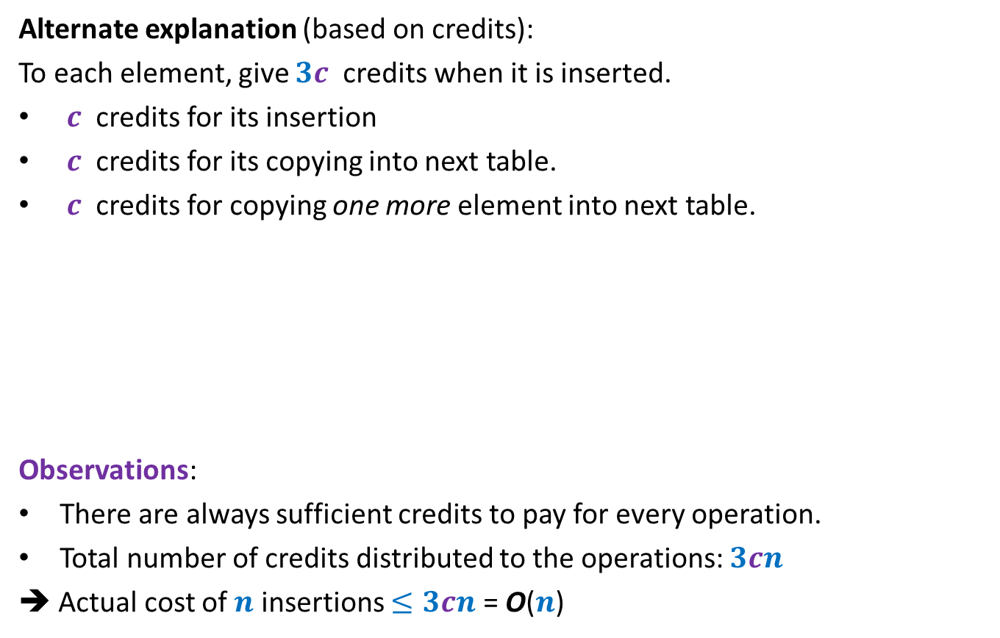 Alternate explanation (based on credits):
To each element, give 3c credits when it is inserted.
• c credits for its insertion
• c credits for its copying into next table.
• c credits for copying one more element into next table.
Observations:
• There are always sufficient credits to pay for every operation.
• Total number of credits distributed to the operations: 3cn
➔ Actual cost of n insertions ≤ 3cn = O(n)